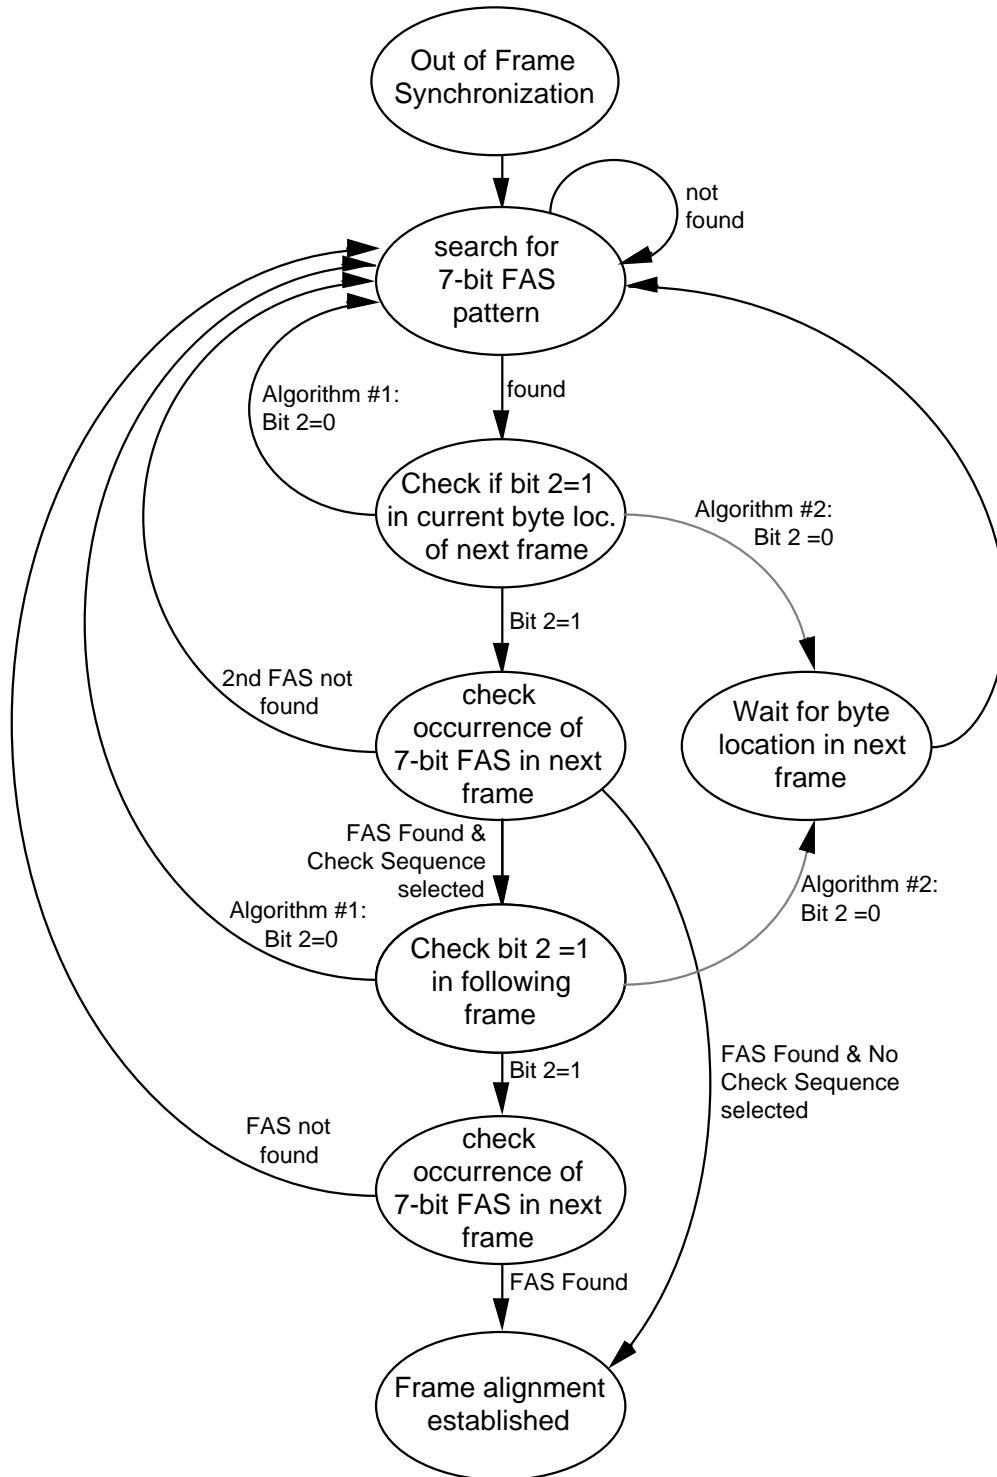 Out of Frame
Synchronization
not
found
search for
7-bit FAS
pattern
found
Algorithm #1:
Bit 2=0
Check if bit 2=1
in current byte loc.
of next frame
Algorithm #2:
Bit 2 =0
Bit 2=1
2nd FAS not
found
check
occurrence of
7-bit FAS in next
frame
Wait for byte
location in next
frame
FAS Found &
Check Sequence
selected
Algorithm #1:
Bit 2=0
Algorithm #2:
Bit 2 =0
Check bit 2 =1
in following
frame
FAS Found & No
Check Sequence
selected
Bit 2=1
FAS not
found
check
occurrence of
7-bit FAS in next
frame
FAS Found
Frame alignment
established